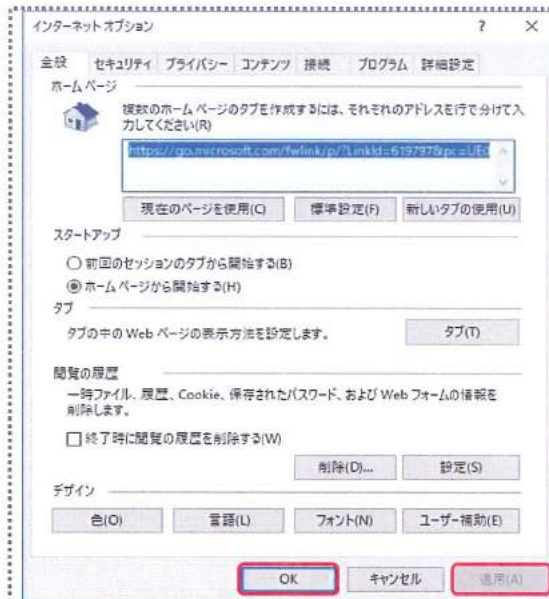 インターネット オプション ? ×
全般 セキュリティ プライバシー コンテンツ 接続 プログラム 詳細設定
ホーム ページ
複数のホーム ページのタブを作成するには、それぞれのアドレスを行で分けて入
力してください(R)
https://go.microsoft.com/fwlink/p/?LinkId=619797&pc=UE0
現在のページを使用(C) 標準設定(F) 新しいタブの使用(U)
スタートアップ
前回のセッションのタブから開始する(B)
ホーム ページから開始する(H)
タブ
タブの中の Web ページの表示方法を設定します。 タブ(T)
閲覧の履歴
一時ファイル、履歴、Cookie、保存されたパスワード、および Web フォームの情報を
削除します。
終了時に閲覧の履歴を削除する(W)
削除(D)... 設定(S)
デザイン
色(O) 言語(L) フォント(N) ユーザー補助(E)
OK キャンセル 適用(A)